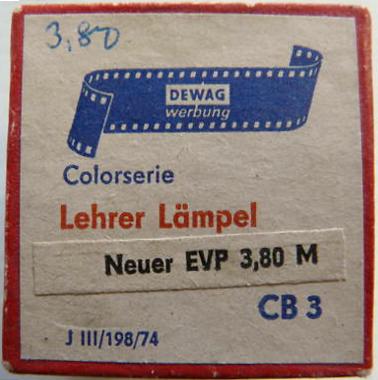 3,80
DEWAG
werbung
Colorserie
Lehrer Lämpel
Neuer EVP 3,80 M
CB 3
J III/198/74